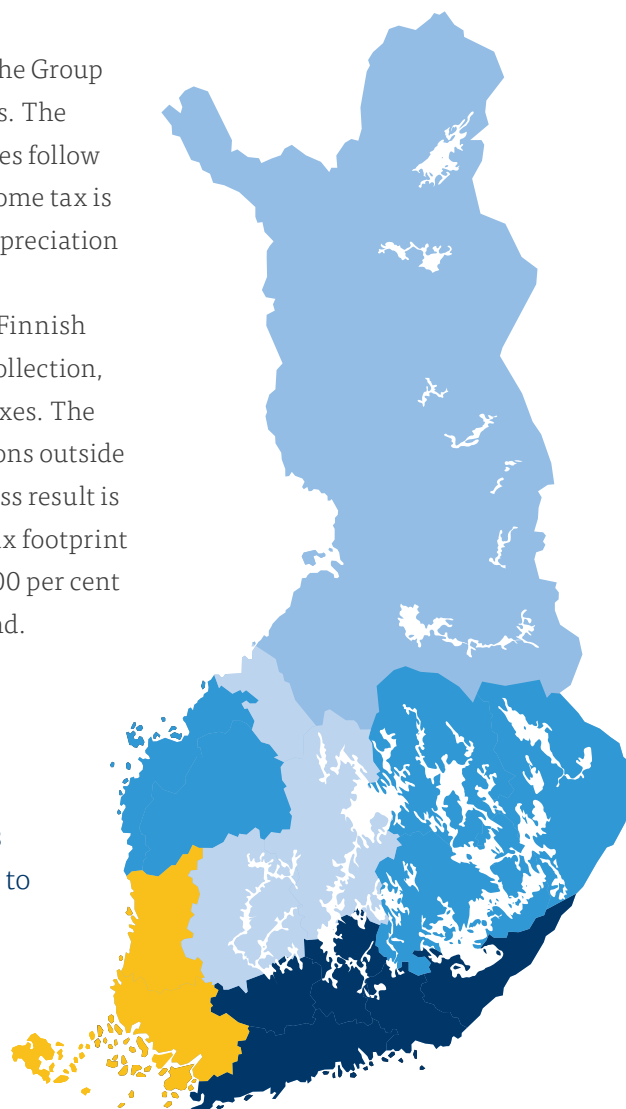 he Group
s. The
es follow
ome tax is
preciation
Finnish
ollection,
xes. The
ons outside
ss result is
x footprint
00 per cent
nd.
s
to